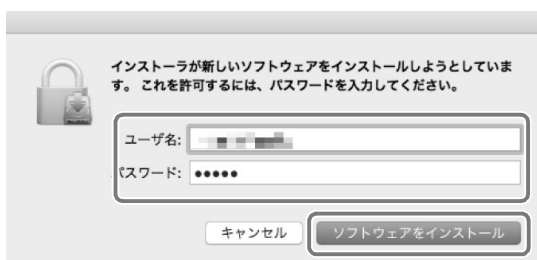 インストーラが新しいソフトウェアをインストールしようとしていま
す。 これを許可するには、パスワードを入力してください。
ユーザ名:
パスワード: •••••
キャンセル ソフトウェアをインストール